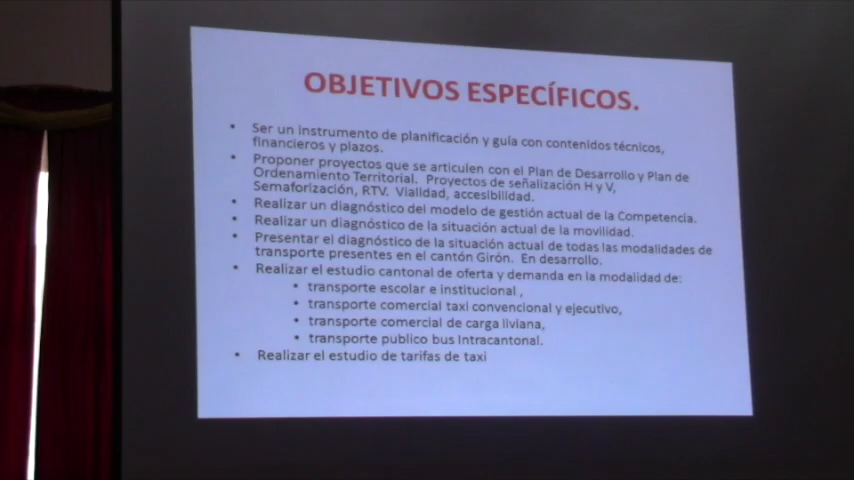 OBJETIVOS ESPECÍFICOS.
• Ser un instrumento de planificación y guía con contenidos técnicos,
financieros y plazos.
• Proponer proyectos que se articulen con el Plan de Desarrollo y Plan de
Ordenamiento Territorial. Proyectos de señalización H y V,
Semaforización, RTV. Vialidad, accesibilidad.
• Realizar un diagnóstico del modelo de gestión actual de la Competencia.
• Realizar un diagnóstico de la situación actual de la movilidad.
• Presentar el diagnóstico de la situación actual de todas las modalidades de
transporte presentes en el cantón Girón. En desarrollo.
• Realizar el estudio cantonal de oferta y demanda en la modalidad de:
• transporte escolar e institucional ,
• transporte comercial taxi convencional y ejecutivo,
• transporte comercial de carga liviana,
• transporte publico bus Intracantonal.
• Realizar el estudio de tarifas de taxi